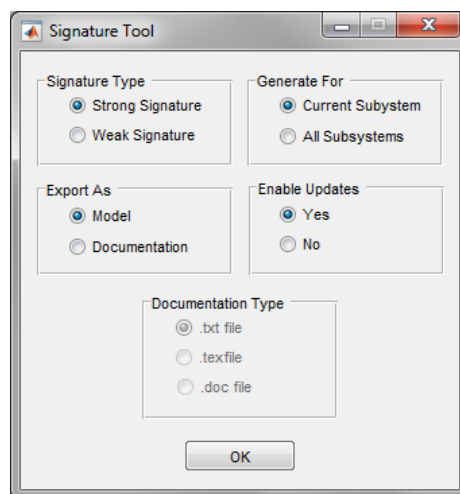 Signature Tool
Signature Type
Strong Signature
Weak Signature
Generate For
Current Subystem
All Subsystems
Export As
Model
Documentation
Enable Updates
Yes
No
Documentation Type
.txt file
.texfile
.doc file
OK